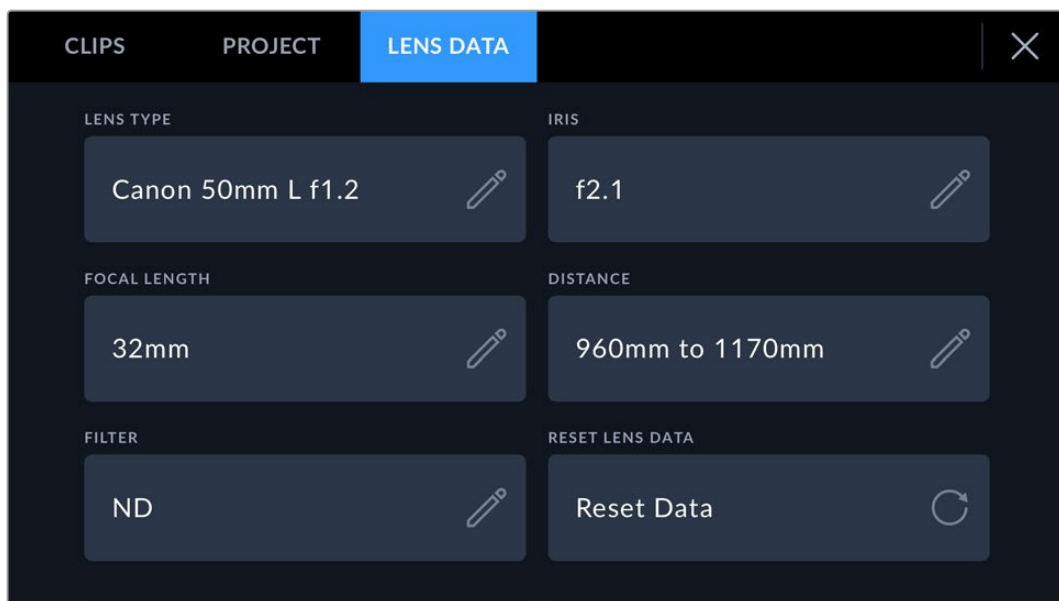 CLIPS PROJECT LENS DATA
LENS TYPE IRIS
Canon 50mm L f1.2 f2.1
FOCAL LENGTH DISTANCE
32mm 960mm to 1170mm
FILTER RESET LENS DATA
ND Reset Data